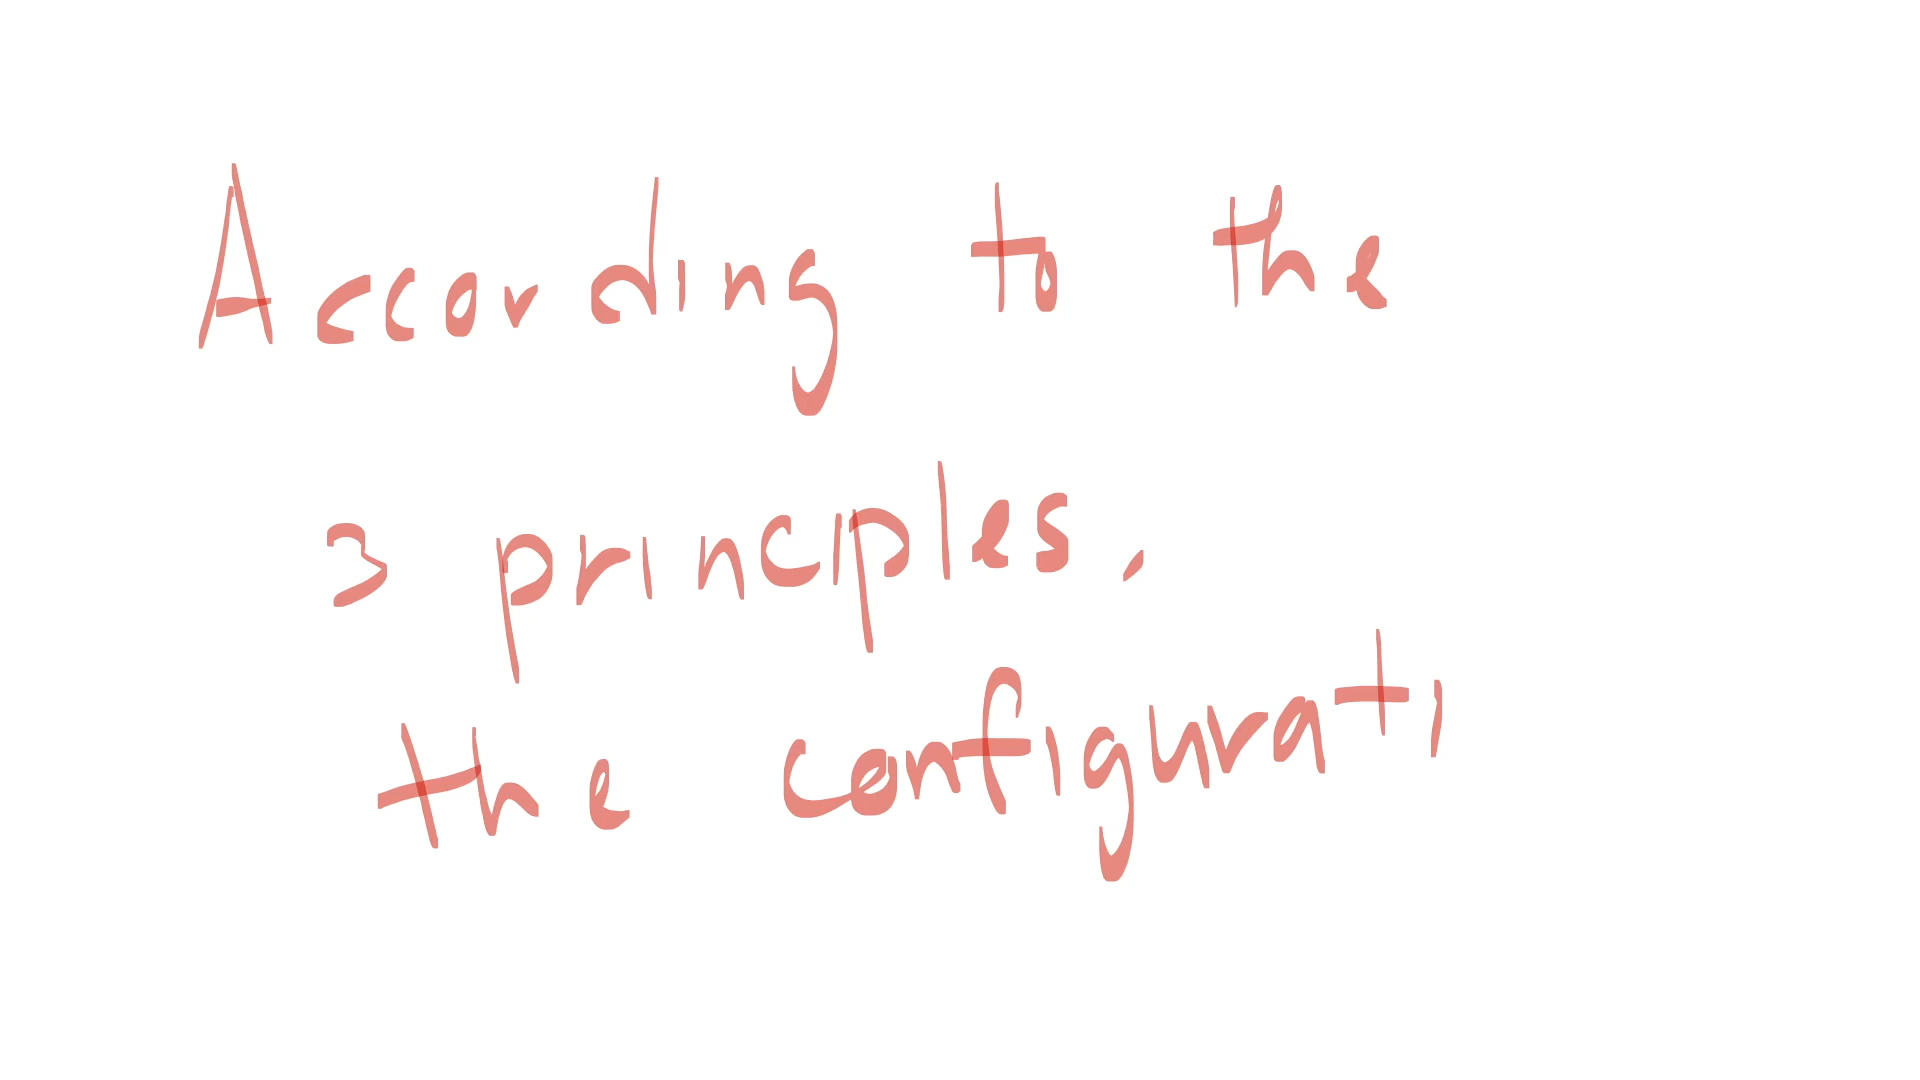 According to the
3 principles,
the configurati